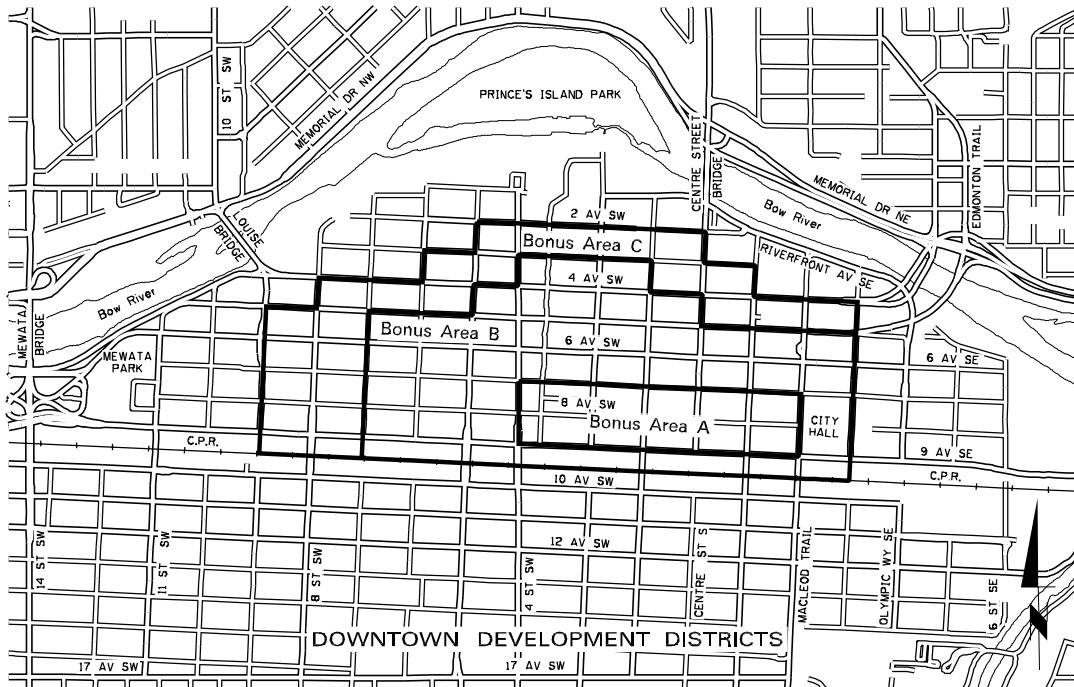 10 ST SW
MEMORIAL DR NW
PRINCE'S ISLAND PARK
CENTRE STREET
BRIDGE
EDMONTON TRAIL
MEMORIAL DR NE
Bow River
LOUISE
BRIDGE
2 AV SW
Bonus Area C
RIVERFRONT AV SE
4 AV SW
Bow River
MEWATA
BRIDGE
Bonus Area B
6 AV SW
6 AV SE
MEWATA
PARK
8 AV SW
Bonus Area A
CITY
HALL
C.P.R.
9 AV SE
C.P.R.
10 AV SW
12 AV SW
14 ST SW
11 ST SW
8 ST SW
4 ST SW
CENTRE ST S
MACLEOD TRAIL
OLYMPIC WY SE
6 ST SE
DOWNTOWN DEVELOPMENT DISTRICTS
17 AV SW
17 AV SW